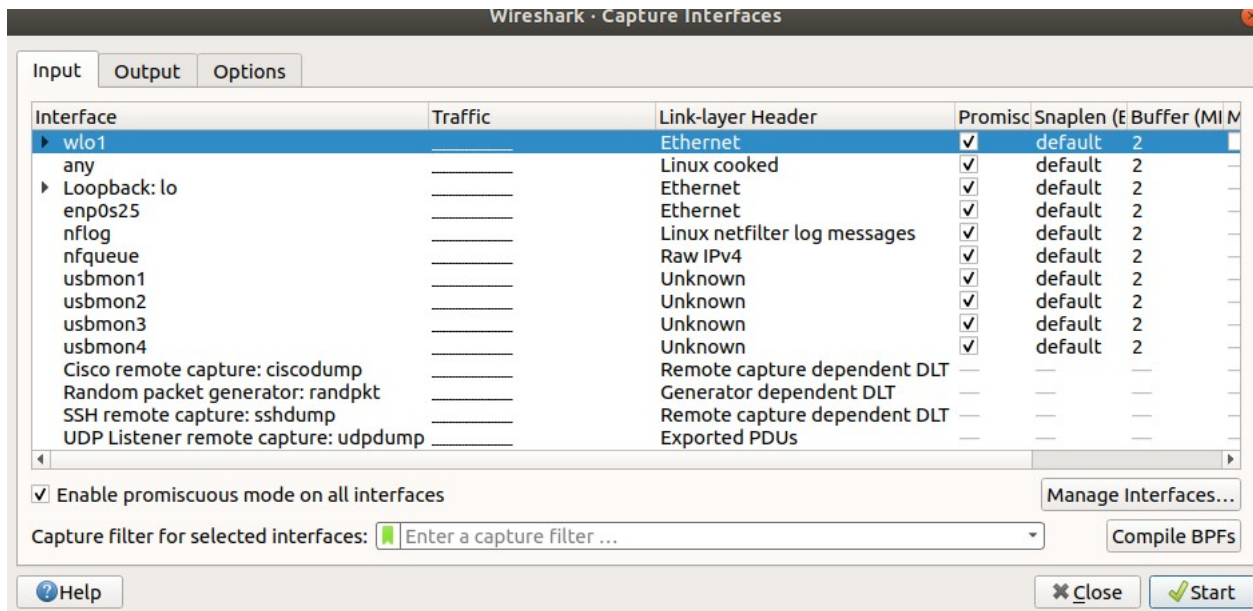 Wireshark · Capture Interfaces
Input Output Options
Interface Traffic Link-layer Header Promisc Snaplen (B Buffer (MI M
wlo1 Ethernet default 2
any Linux cooked default 2
Loopback: lo Ethernet default 2
enp0s25 Ethernet default 2
nflog Linux netfilter log messages default 2
nfqueue Raw IPv4 default 2
usbmon1 Unknown default 2
usbmon2 Unknown default 2
usbmon3 Unknown default 2
usbmon4 Unknown default 2
Cisco remote capture: ciscodump Remote capture dependent DLT — — —
Random packet generator: randpkt Generator dependent DLT — — —
SSH remote capture: sshdump Remote capture dependent DLT — — —
UDP Listener remote capture: udpdump Exported PDUs — — —
Enable promiscuous mode on all interfaces Manage Interfaces...
Capture filter for selected interfaces: Enter a capture filter ... Compile BPFs
Help Close Start